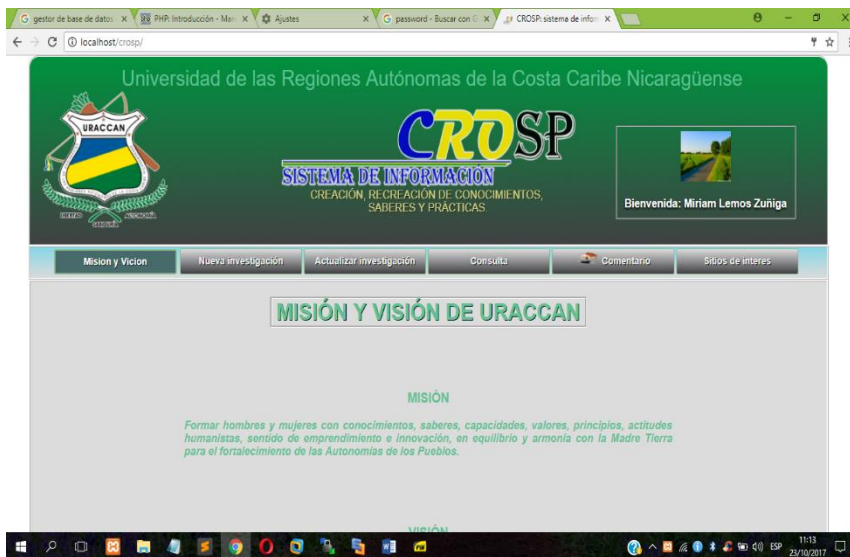 gestor de base de datos
PHP: Introducción - Man
Ajustes
password - Buscar con G
CROSP: sistema de inform
localhost/crosp/
Universidad de las Regiones Autónomas de la Costa Caribe Nicaragüense
URACCAN
LIBERTAD
SABIDURÍA
AUTONOMÍA
CROSP
SISTEMA DE INFORMACIÓN
CREACIÓN, RECREACIÓN DE CONOCIMIENTOS,
SABERES Y PRÁCTICAS.
Bienvenida: Miriam Lemos Zuñiga
Mision y Vicion
Nueva investigación
Actualizar investigación
Consulta
Comentario
Sitios de interes
MISIÓN Y VISIÓN DE URACCAN
MISIÓN
Formar hombres y mujeres con conocimientos, saberes, capacidades, valores, principios, actitudes
humanistas, sentido de emprendimiento e innovación, en equilibrio y armonía con la Madre Tierra
para el fortalecimiento de las Autonomías de los Pueblos.
VISIÓN
ESP
11:13
23/10/2017